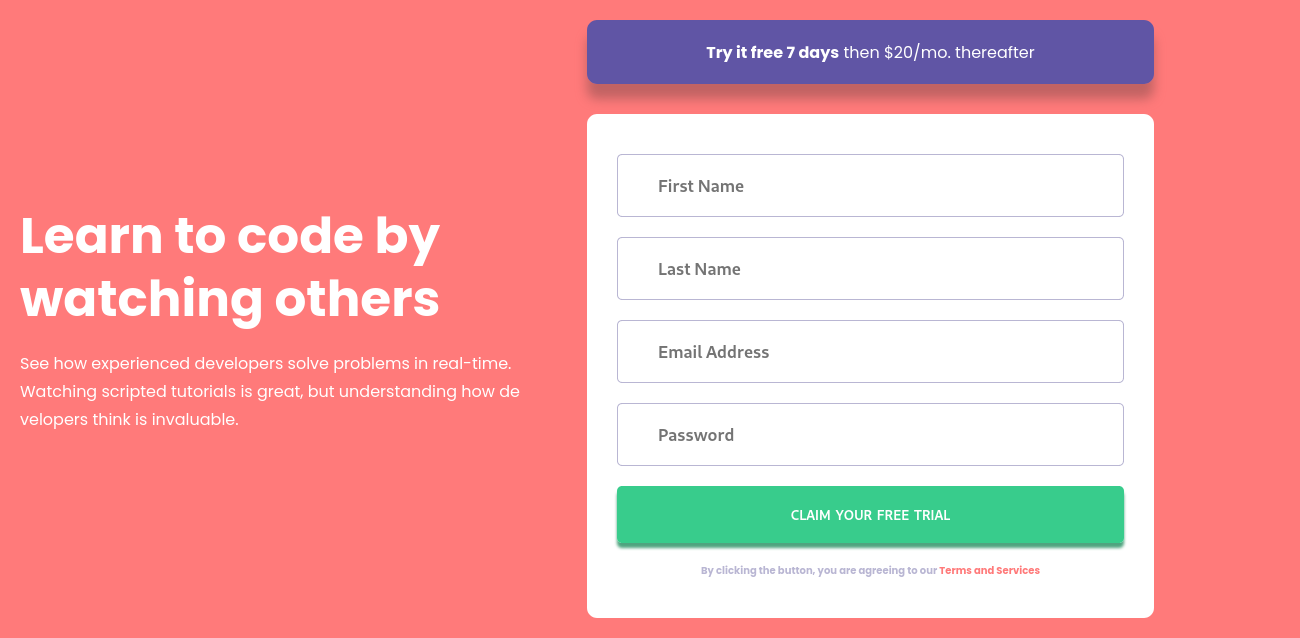 Try it free 7 days then $20/mo. thereafter
Learn to code by
watching others
See how experienced developers solve problems in real-time.
Watching scripted tutorials is great, but understanding how de
velopers think is invaluable.
First Name
Last Name
Email Address
Password
CLAIM YOUR FREE TRIAL
By clicking the button, you are agreeing to our Terms and Services